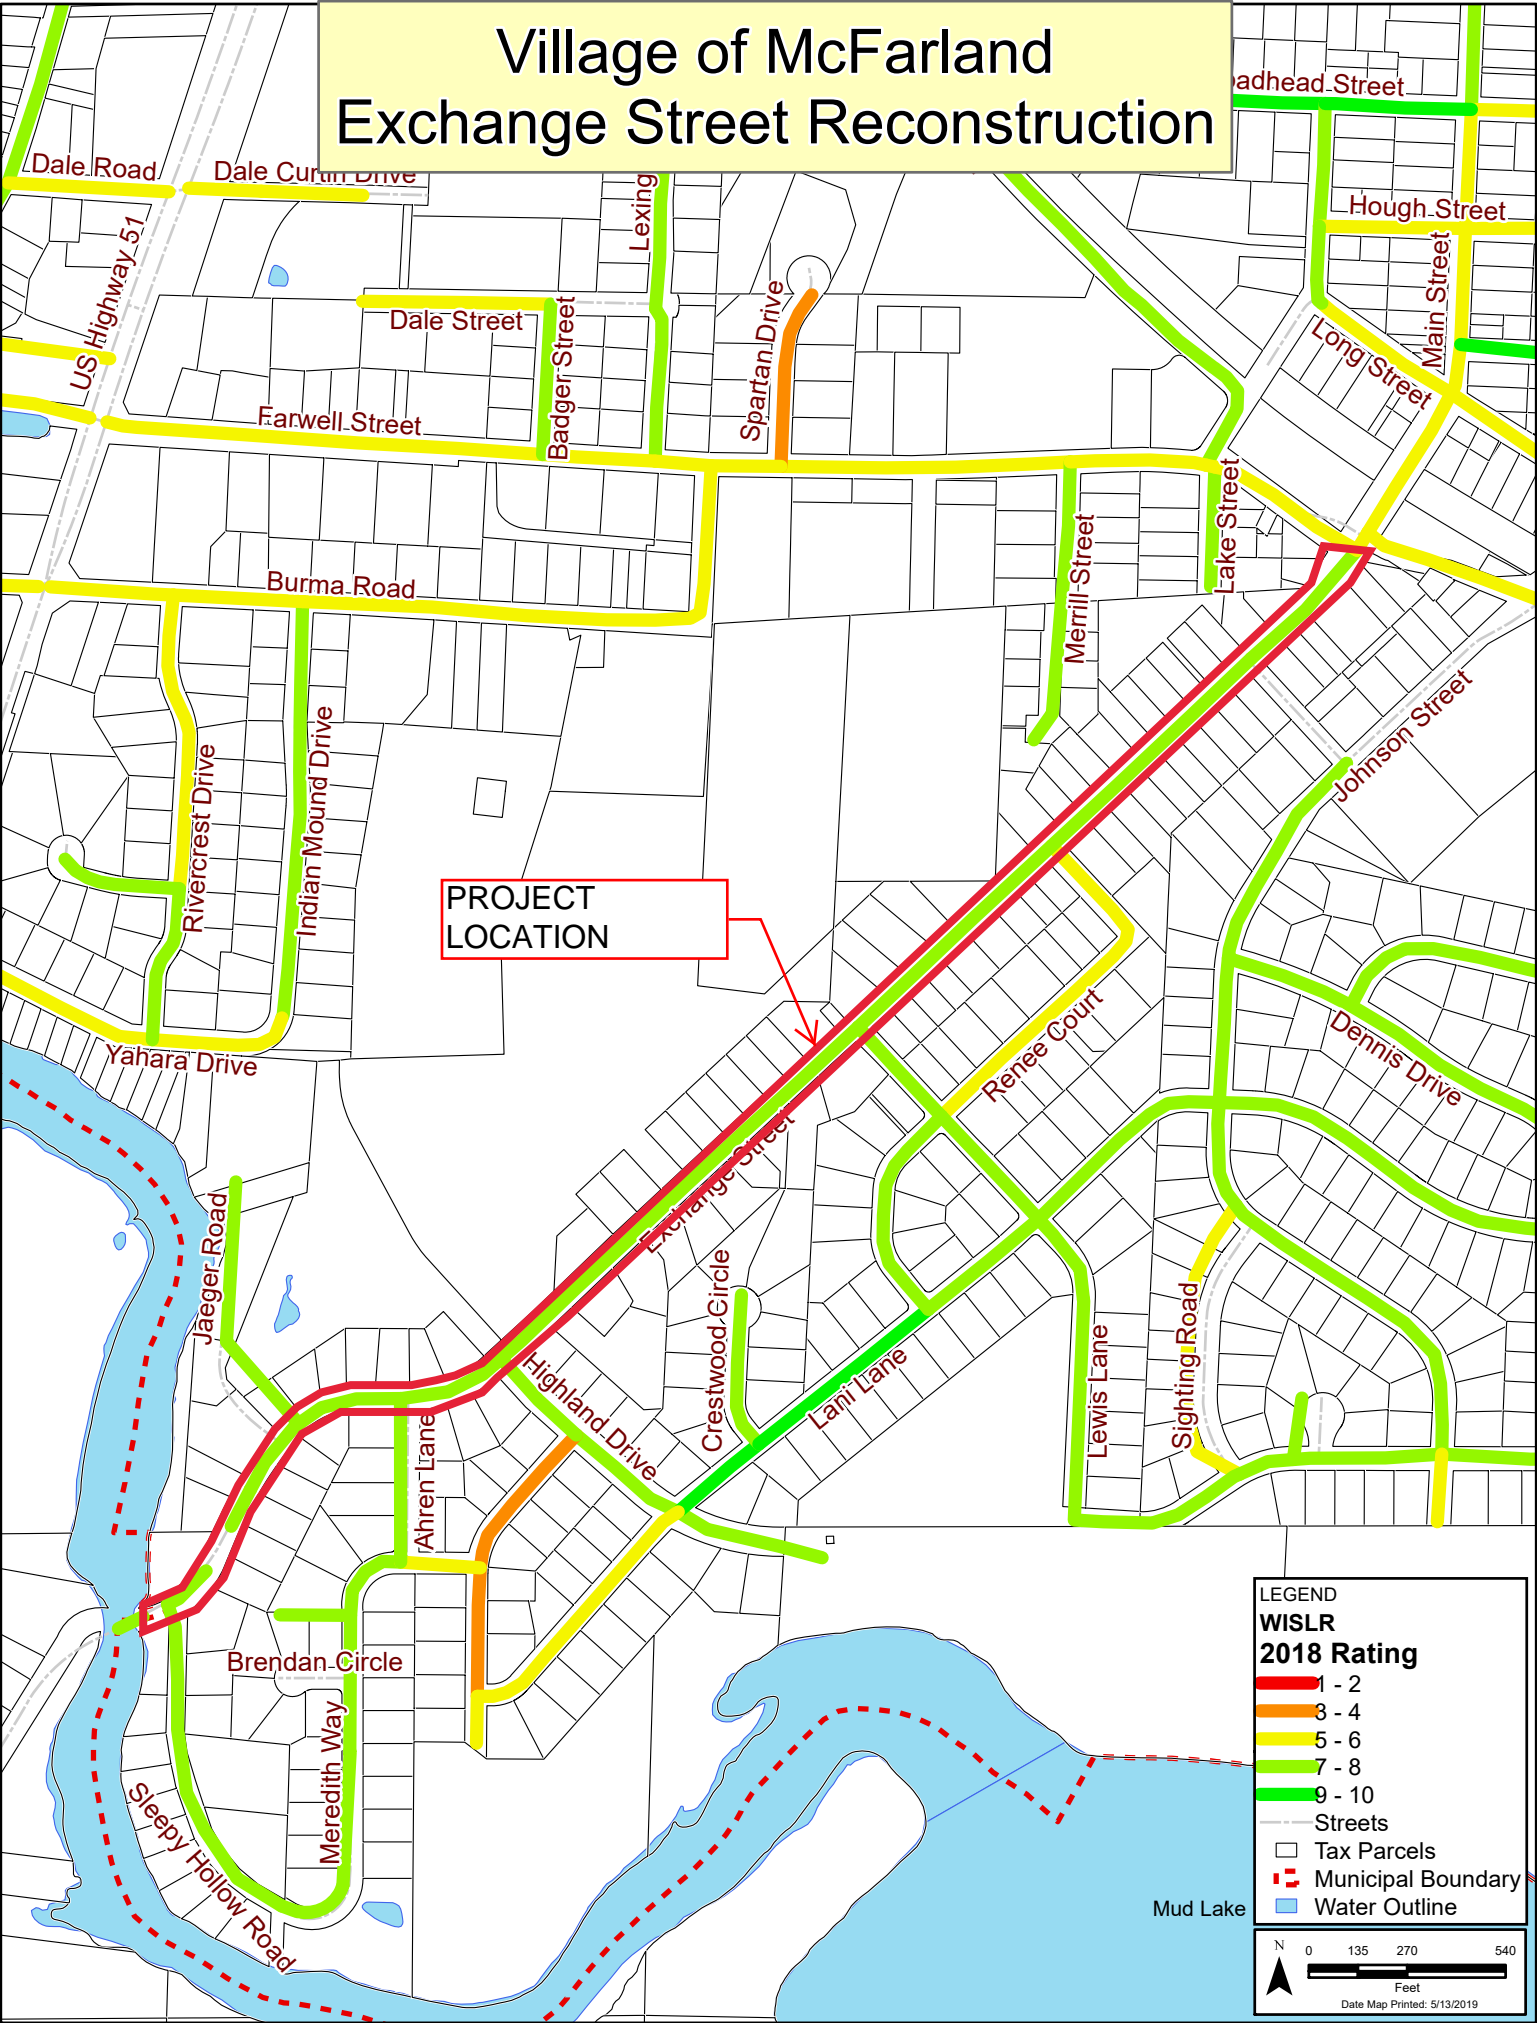 Village of McFarland
Exchange Street Reconstruction
oadhead Street
Dale Road
Dale Curtin Drive
Lexing
Hough Street
US Highway 51
Main Street
Spartan Drive
Dale Street
Badger Street
Long Street
Farwell Street
Lake Street
Merrill Street
Burma Road
Johnson Street
Rivercrest Drive
Indian Mound Drive
PROJECT
LOCATION
Renee Court
Dennis Drive
Yahara Drive
Exchange Street
Jaeger Road
Crestwood Circle
Highland Drive
Lani Lane
Lewis Lane
Sighting Road
Ahren Lane
Brendan Circle
Meredith Way
Sleepy Hollow Road
Mud Lake
LEGEND
WISLR
2018 Rating
1 - 2
3 - 4
5 - 6
7 - 8
9 - 10
Streets
Tax Parcels
Municipal Boundary
Water Outline
N
0 135 270 540
Feet
Date Map Printed: 5/13/2019